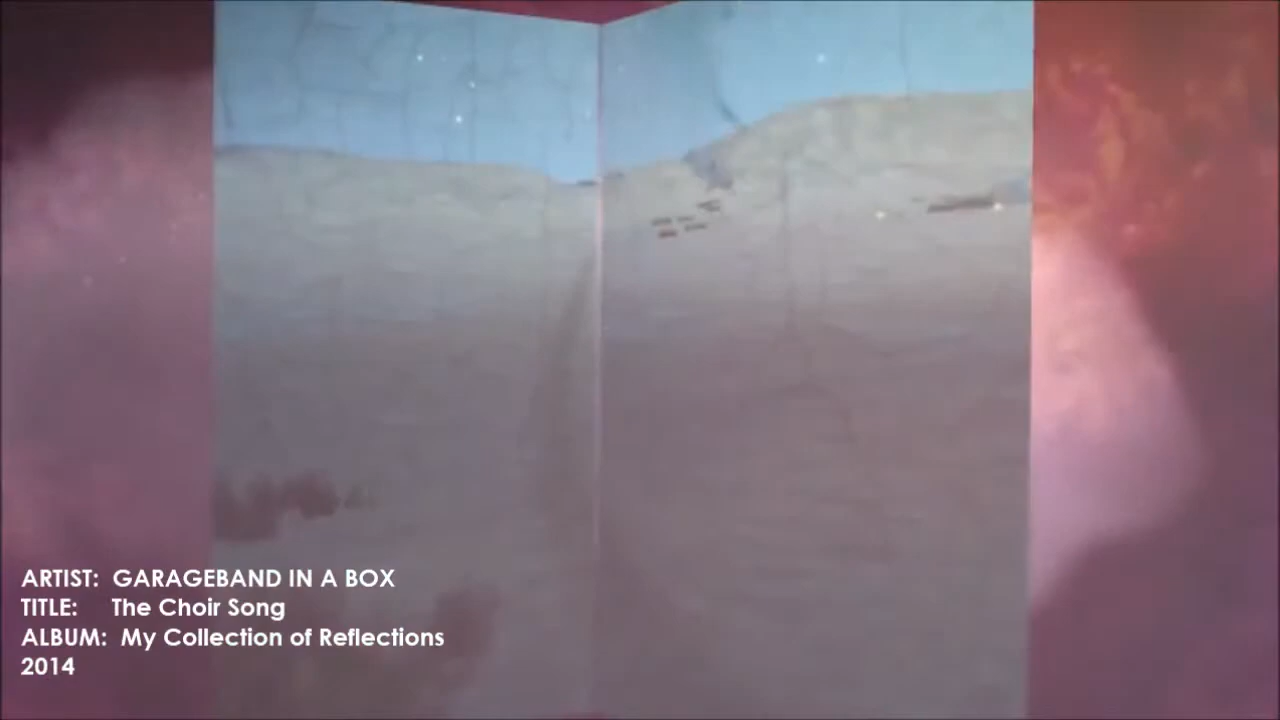 ARTIST: GARAGEBAND IN A BOX
TITLE: The Choir Song
ALBUM: My Collection of Reflections
2014